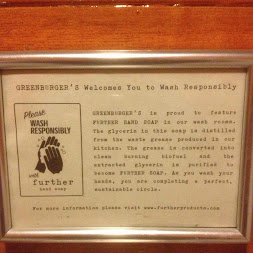 GREENBURGER'S Welcomes You to Wash Responsibly
Please
WASH
RESPONSIBLY
with
further
hand soap
GREENBURGER'S is proud to feature
FURTHER HAND SOAP in our wash rooms.
The glycerin in this soap is distilled
from the waste grease produced in our
kitchen. The grease is converted into
clean burning biofuel and the
extracted glycerin is purified to
become FURTHER SOAP. As you wash your
hands, you are completing a perfect,
sustainable circle.
For more information please visit www.furtherproducts.com